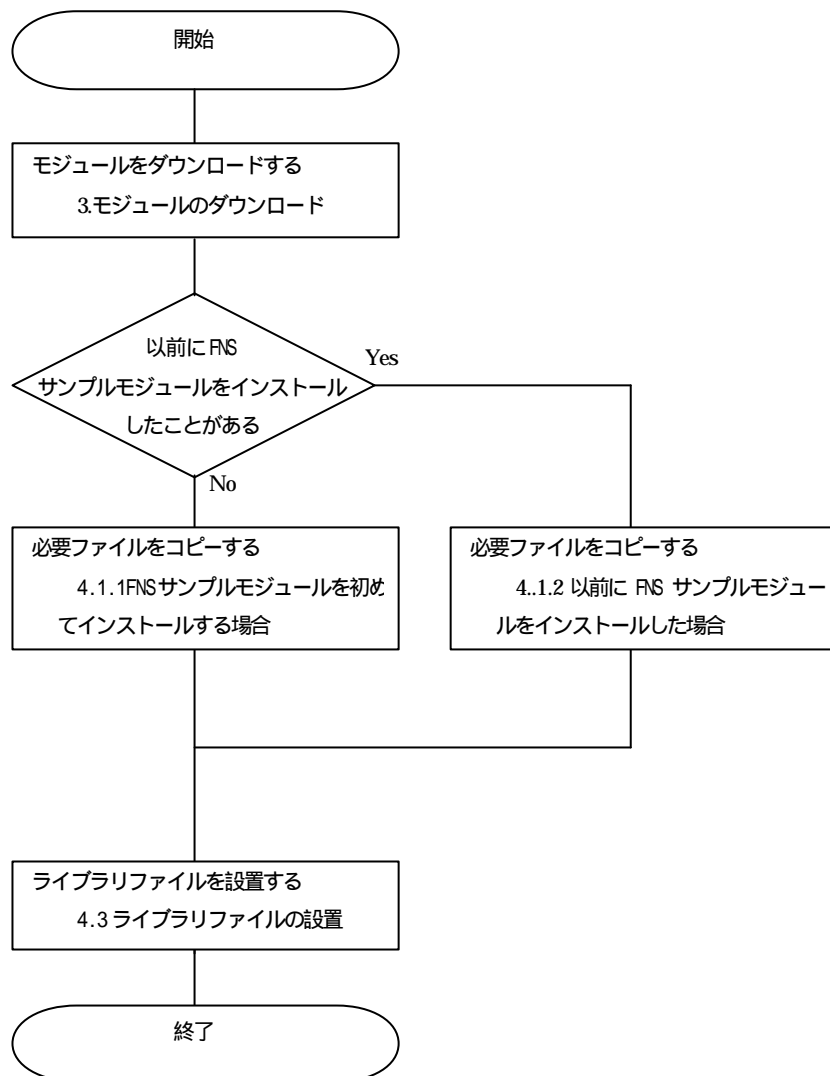 開始
モジュールをダウンロードする
3.モジュールのダウンロード
以前に FNS
サンプルモジュールをインストール
したことがある
Yes
No
必要ファイルをコピーする
4.1.1FNSサンプルモジュールを初め
てインストールする場合
必要ファイルをコピーする
4..1.2 以前に FNS サンプルモジュー
ルをインストールした場合
ライブラリファイルを設置する
4.3 ライブラリファイルの設置
終了